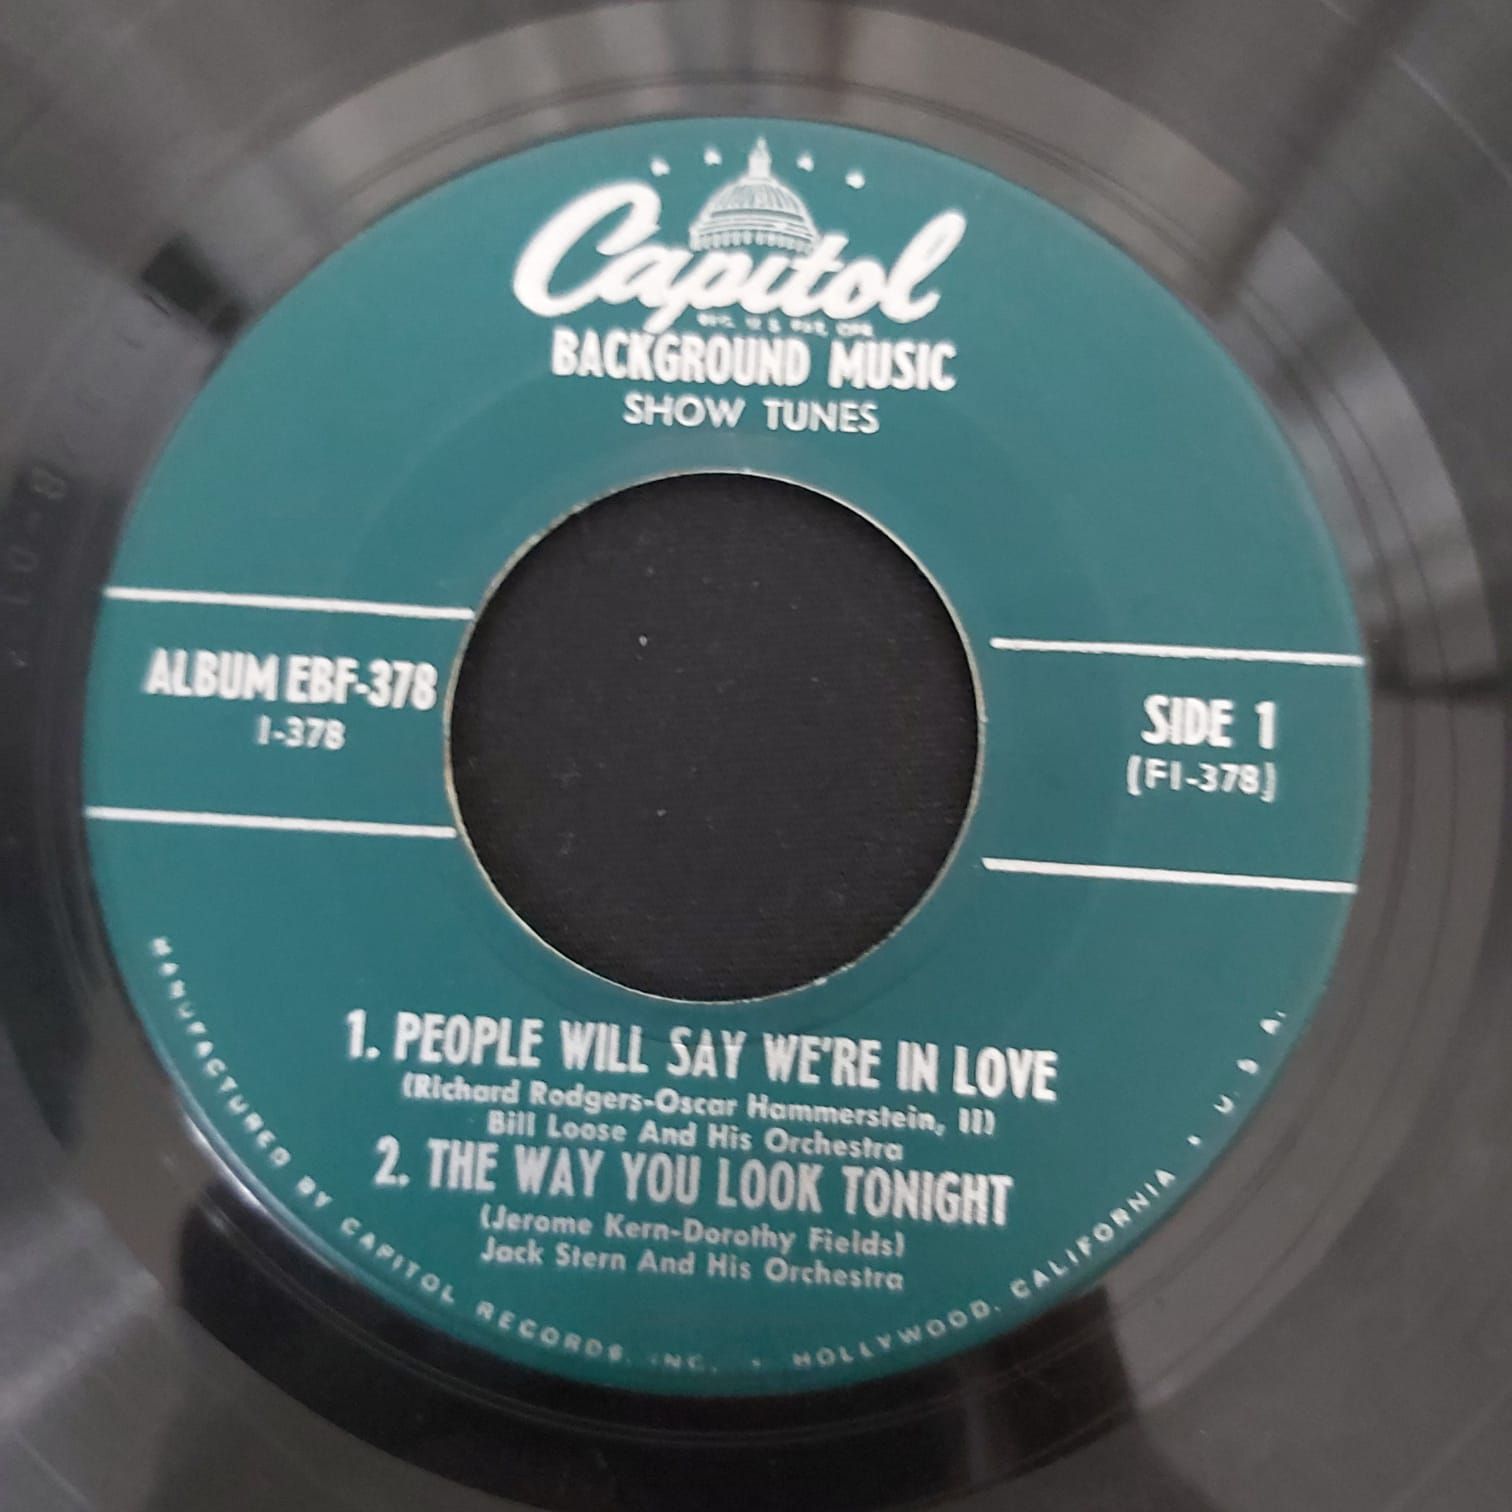 Capitol
REG. U.S. PAT. OFF.
BACKGROUND MUSIC
SHOW TUNES
ALBUM EBF-378
1-378
SIDE 1
(F1-378)
1. PEOPLE WILL SAY WE'RE IN LOVE
(Richard Rodgers-Oscar Hammerstein, II)
Bill Loose And His Orchestra
2. THE WAY YOU LOOK TONIGHT
(Jerome Kern-Dorothy Fields)
Jack Stern And His Orchestra
MANUFACTURED BY CAPITOL RECORDS, INC. • HOLLYWOOD, CALIFORNIA • U.S.A.